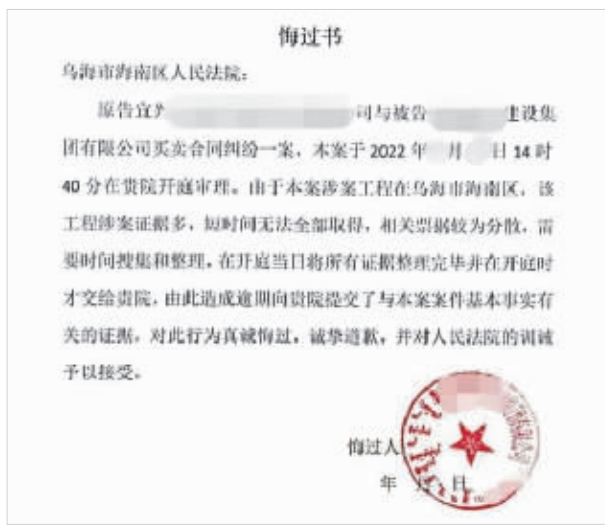 悔过书
乌海市海南区人民法院：
原告宜 司与被告 建设集
团有限公司买卖合同纠纷一案，本案于 2022 年 月 日 14 时
40 分在贵院开庭审理。由于本案涉案工程在乌海市海南区，该
工程涉案证据多，短时间无法全部取得，相关票据较为分散，需
要时间搜集和整理。在开庭当日将所有证据整理完毕并在开庭时
才交给贵院，由此造成逾期向贵院提交了与本案案件基本事实有
关的证据，对此行为真诚悔过，诚挚道歉，并对人民法院的训诫
予以接受。
悔过人
年 月 日